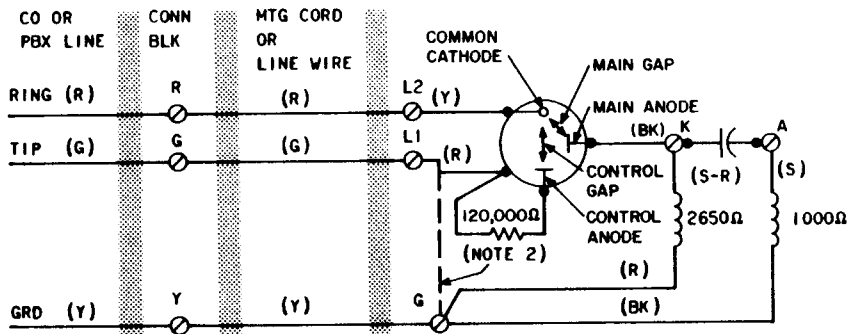 CO OR
PBX LINE
CONN
BLK
MTG CORD
OR
LINE WIRE
COMMON
CATHODE
MAIN GAP
MAIN ANODE
RING (R)
R
(R)
L2
(Y)
(BK)
K
A
TIP (G)
G
(G)
L1
(R)
(S-R)
(S)
CONTROL
GAP
CONTROL
ANODE
120,000Ω
(NOTE 2)
2650Ω
1000Ω
(R)
GRD (Y)
Y
(Y)
G
(BK)